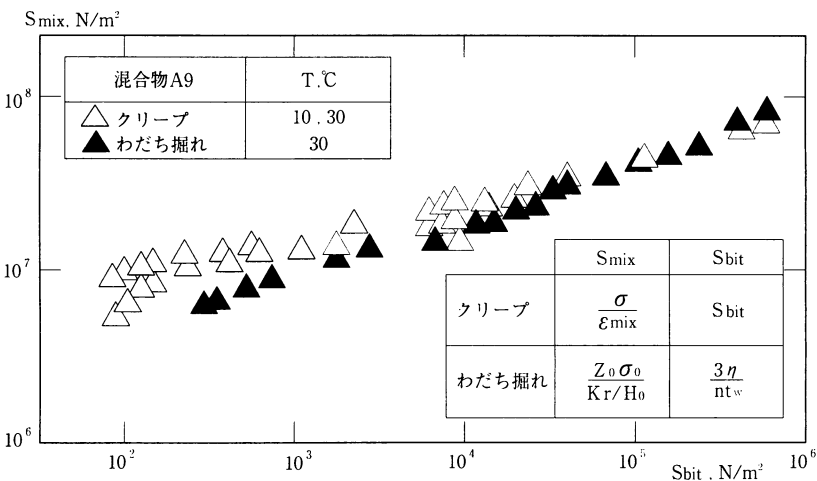 Smix, N/m²
混合物A9 T.℃
クリープ 10 , 30
わだち掘れ 30
10⁸
10⁷
10⁶
Smix Sbit
クリープ σ/εmix Sbit
わだち掘れ Z₀σ₀/Kr/H₀ 3η/ntw
10² 10³ 10⁴ 10⁵ 10⁶
Sbit , N/m²